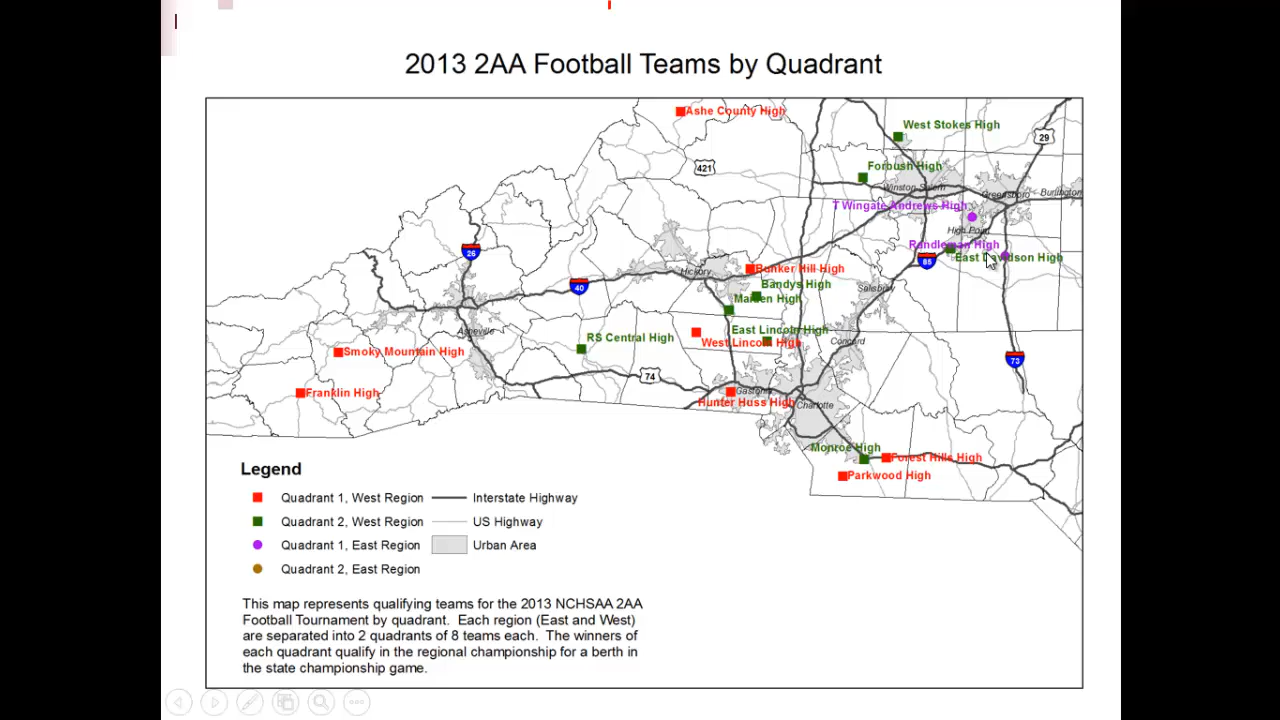 2013 2AA Football Teams by Quadrant
Ashe County High
West Stokes High
29
421
Forbush High
Winston-Salem
Greensboro
Burlington
T Wingate Andrews High
High Point
Randleman High
26
85
East Davidson High
Hickory
Bunker Hill High
40
Bandys High
Salisbury
Maiden High
Asheville
East Lincoln High
RS Central High
West Lincoln High
Concord
Smoky Mountain High
73
74
Franklin High
Gastonia
Hunter Huss High
Charlotte
Monroe High
Forest Hills High
Parkwood High
Legend
Quadrant 1, West Region
Interstate Highway
Quadrant 2, West Region
US Highway
Quadrant 1, East Region
Urban Area
Quadrant 2, East Region
This map represents qualifying teams for the 2013 NCHSAA 2AA
Football Tournament by quadrant. Each region (East and West)
are separated into 2 quadrants of 8 teams each. The winners of
each quadrant qualify in the regional championship for a berth in
the state championship game.